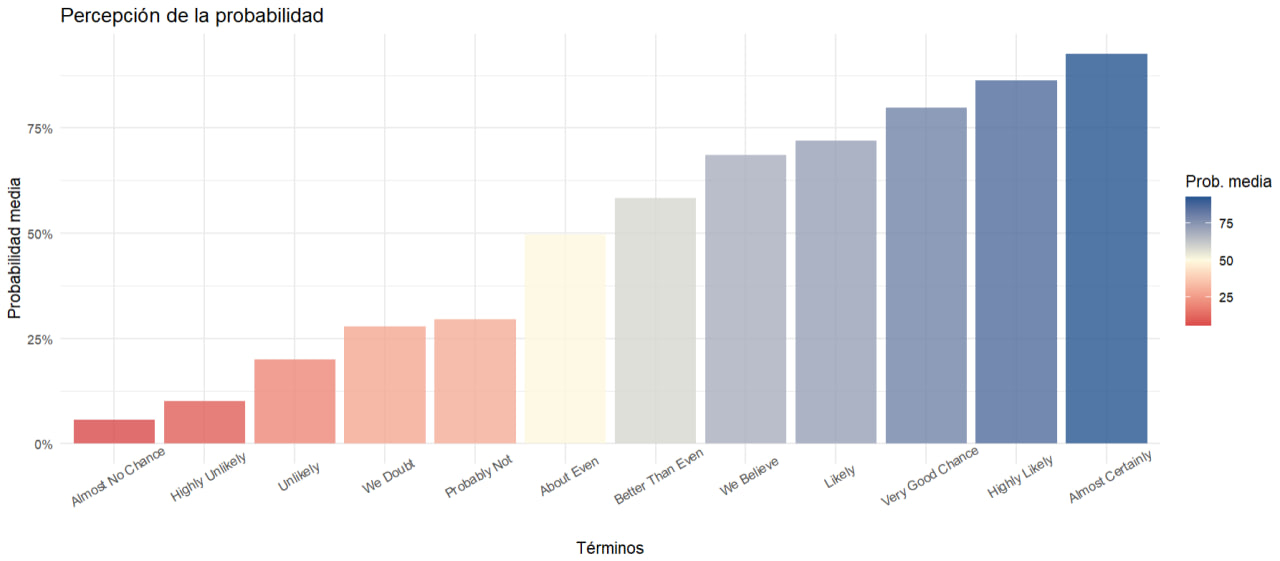 Percepción de la probabilidad
Probabilidad media
75%
50%
25%
0%
Almost No Chance
Highly Unlikely
Unlikely
We Doubt
Probably Not
About Even
Better Than Even
We Believe
Likely
Very Good Chance
Highly Likely
Almost Certainly
Términos
Prob. media
75
50
25